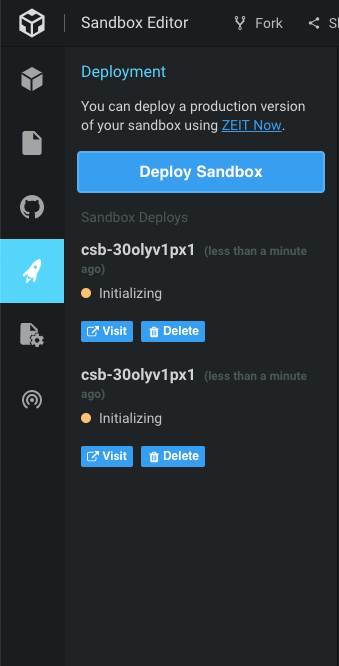 Sandbox Editor
Fork
Deployment
You can deploy a production version
of your sandbox using ZEIT Now.
Deploy Sandbox
Sandbox Deploys
csb-30olyv1px1 (less than a minute
ago)
Initializing
Visit Delete
csb-30olyv1px1 (less than a minute
ago)
Initializing
Visit Delete